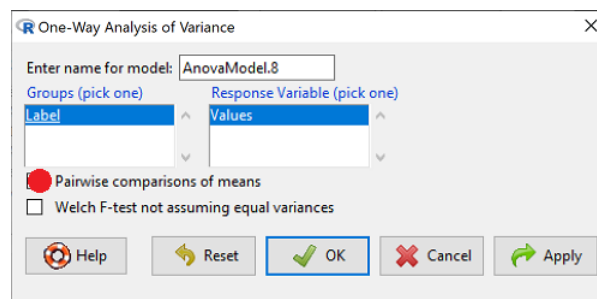 One-Way Analysis of Variance
Enter name for model: AnovaModel.8
Groups (pick one) Response Variable (pick one)
Label Values
Pairwise comparisons of means
Welch F-test not assuming equal variances
Help Reset OK Cancel Apply